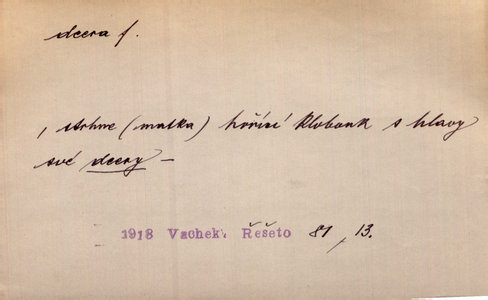 dcera f.
, strhne (matka) hořící klobouk s hlavy
své dcery –
1918 Vachek: Řešeto 81, 13.